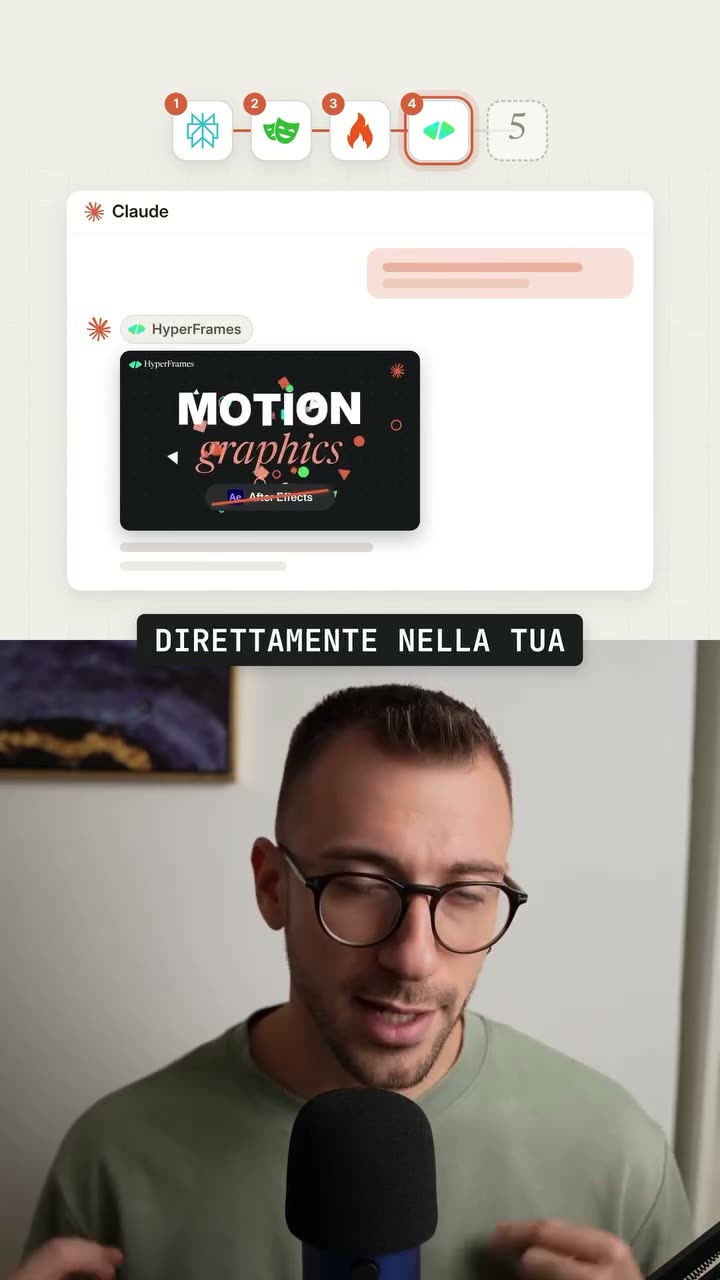 1
2
3
4
5
Claude
HyperFrames
HyperFrames
MOTION
graphics
Ae After Effects
DIRETTAMENTE NELLA TUA